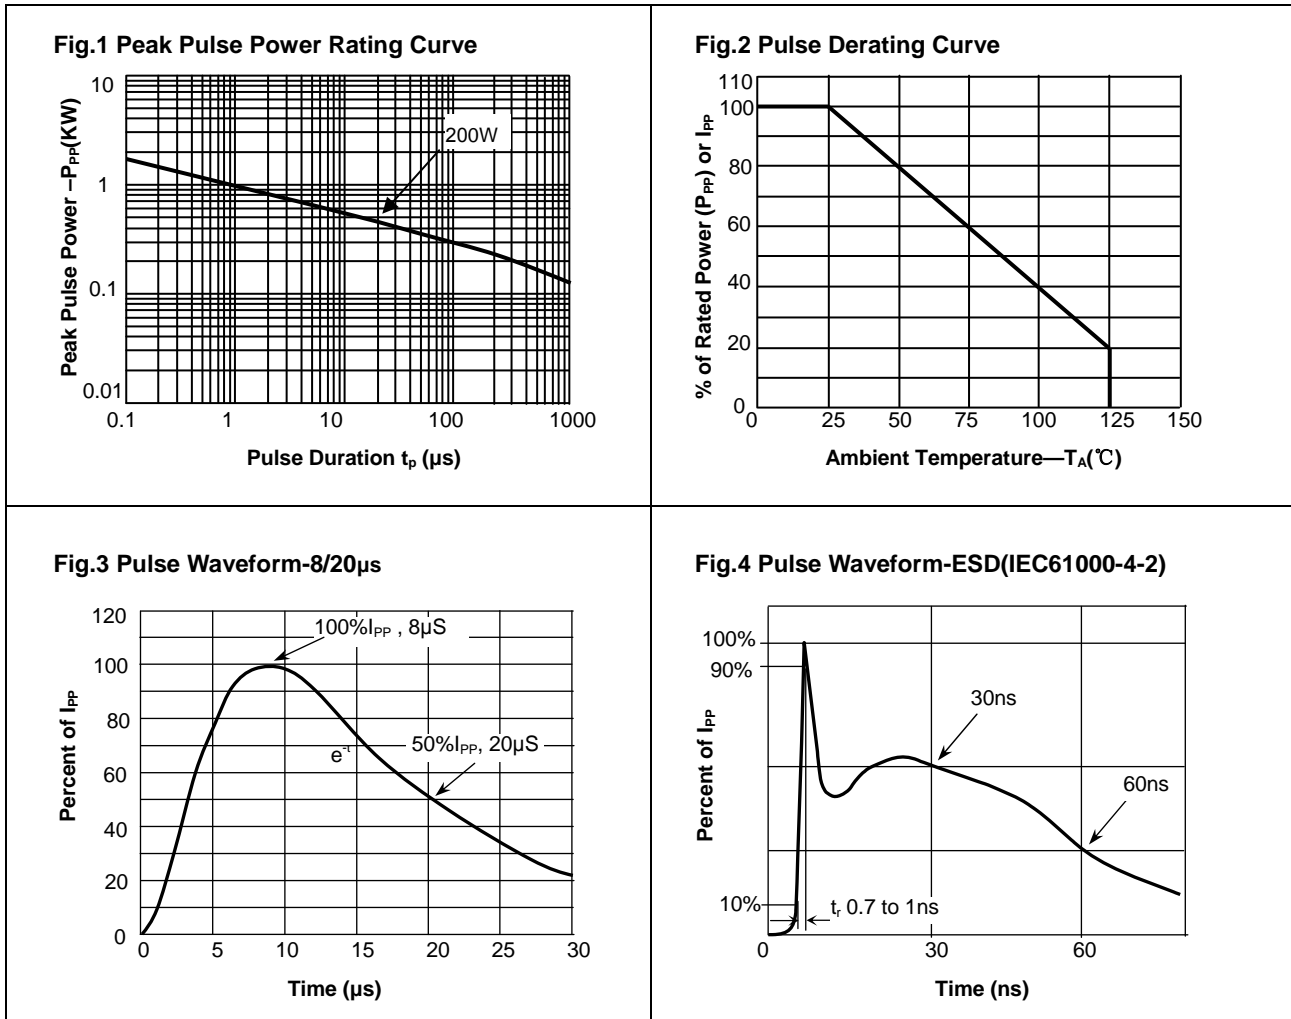 Fig.1 Peak Pulse Power Rating Curve
Peak Pulse Power –PPP(KW)
10
1
0.1
0.01
200W
0.1 1 10 100 1000
Pulse Duration tp (µs)
Fig.2 Pulse Derating Curve
% of Rated Power (PPP) or IPP
110
100
80
60
40
20
0
0 25 50 75 100 125 150
Ambient Temperature—TA(℃)
Fig.3 Pulse Waveform-8/20µs
Percent of IPP
120
100
80
60
40
20
0
100%IPP , 8µS
e-t
50%IPP, 20µS
0 5 10 15 20 25 30
Time (µs)
Fig.4 Pulse Waveform-ESD(IEC61000-4-2)
Percent of IPP
100%
90%
10%
30ns
60ns
tr 0.7 to 1ns
0 30 60
Time (ns)